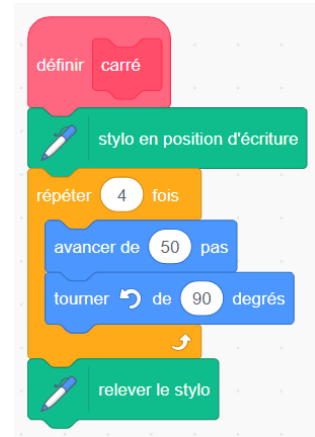 définir carré
stylo en position d'écriture
répéter 4 fois
avancer de 50 pas
tourner de 90 degrés
relever le stylo